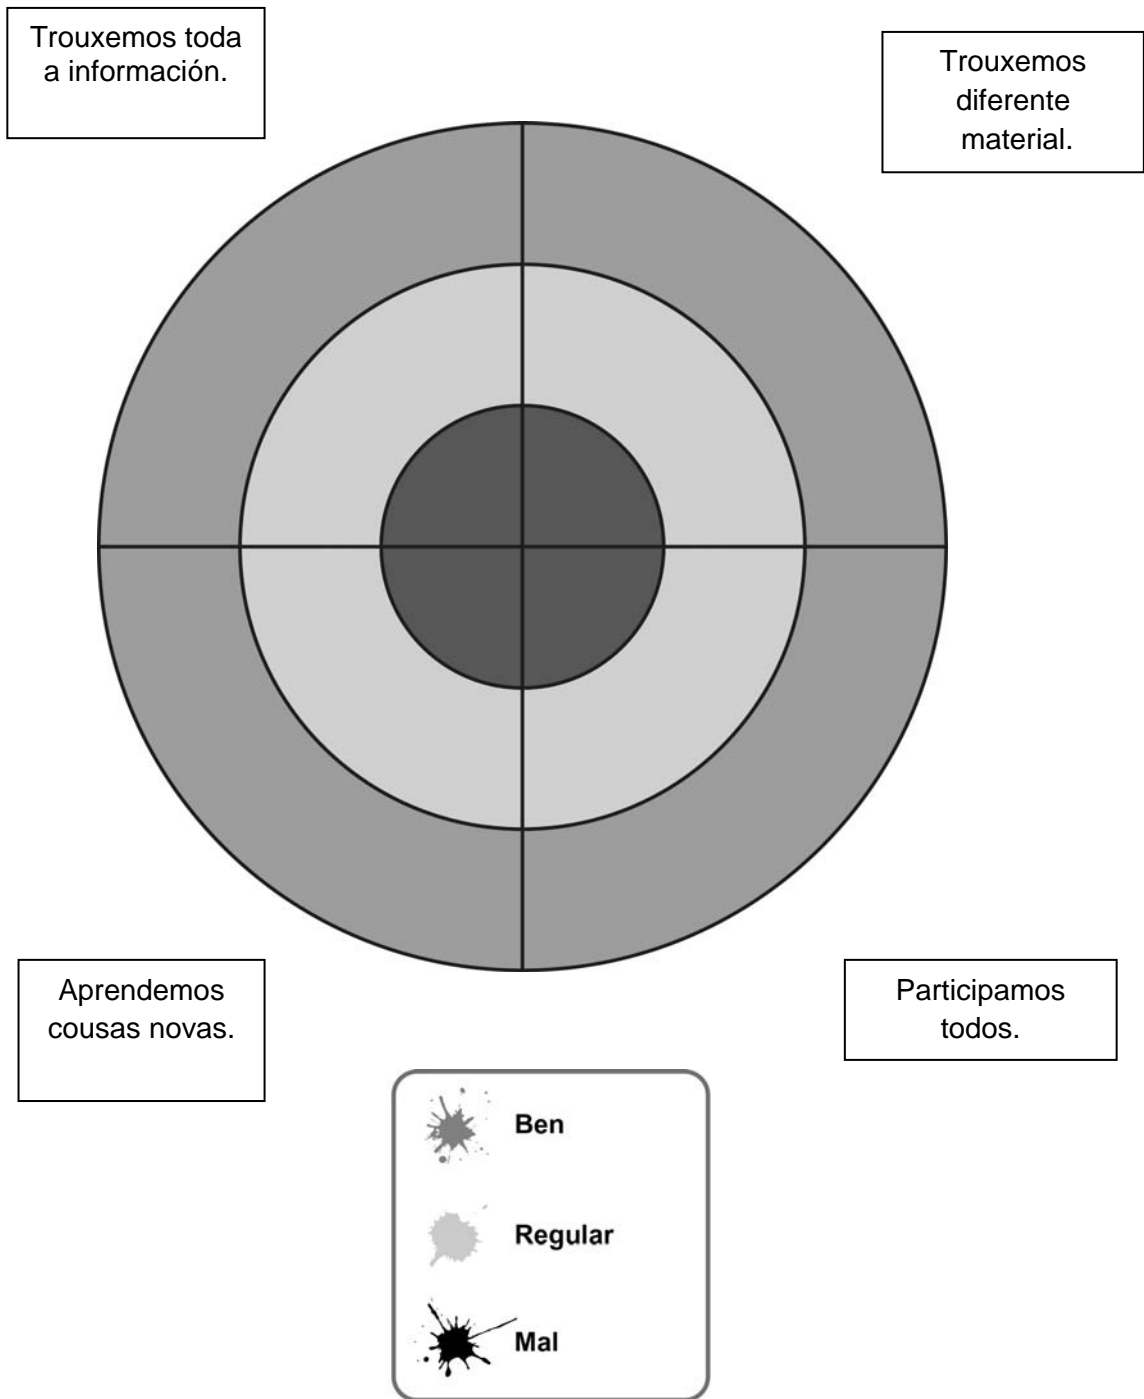 Trouxemos toda
a información.
Trouxemos
diferente
material.
Aprendemos
cousas novas.
Participamos
todos.
Ben
Regular
Mal